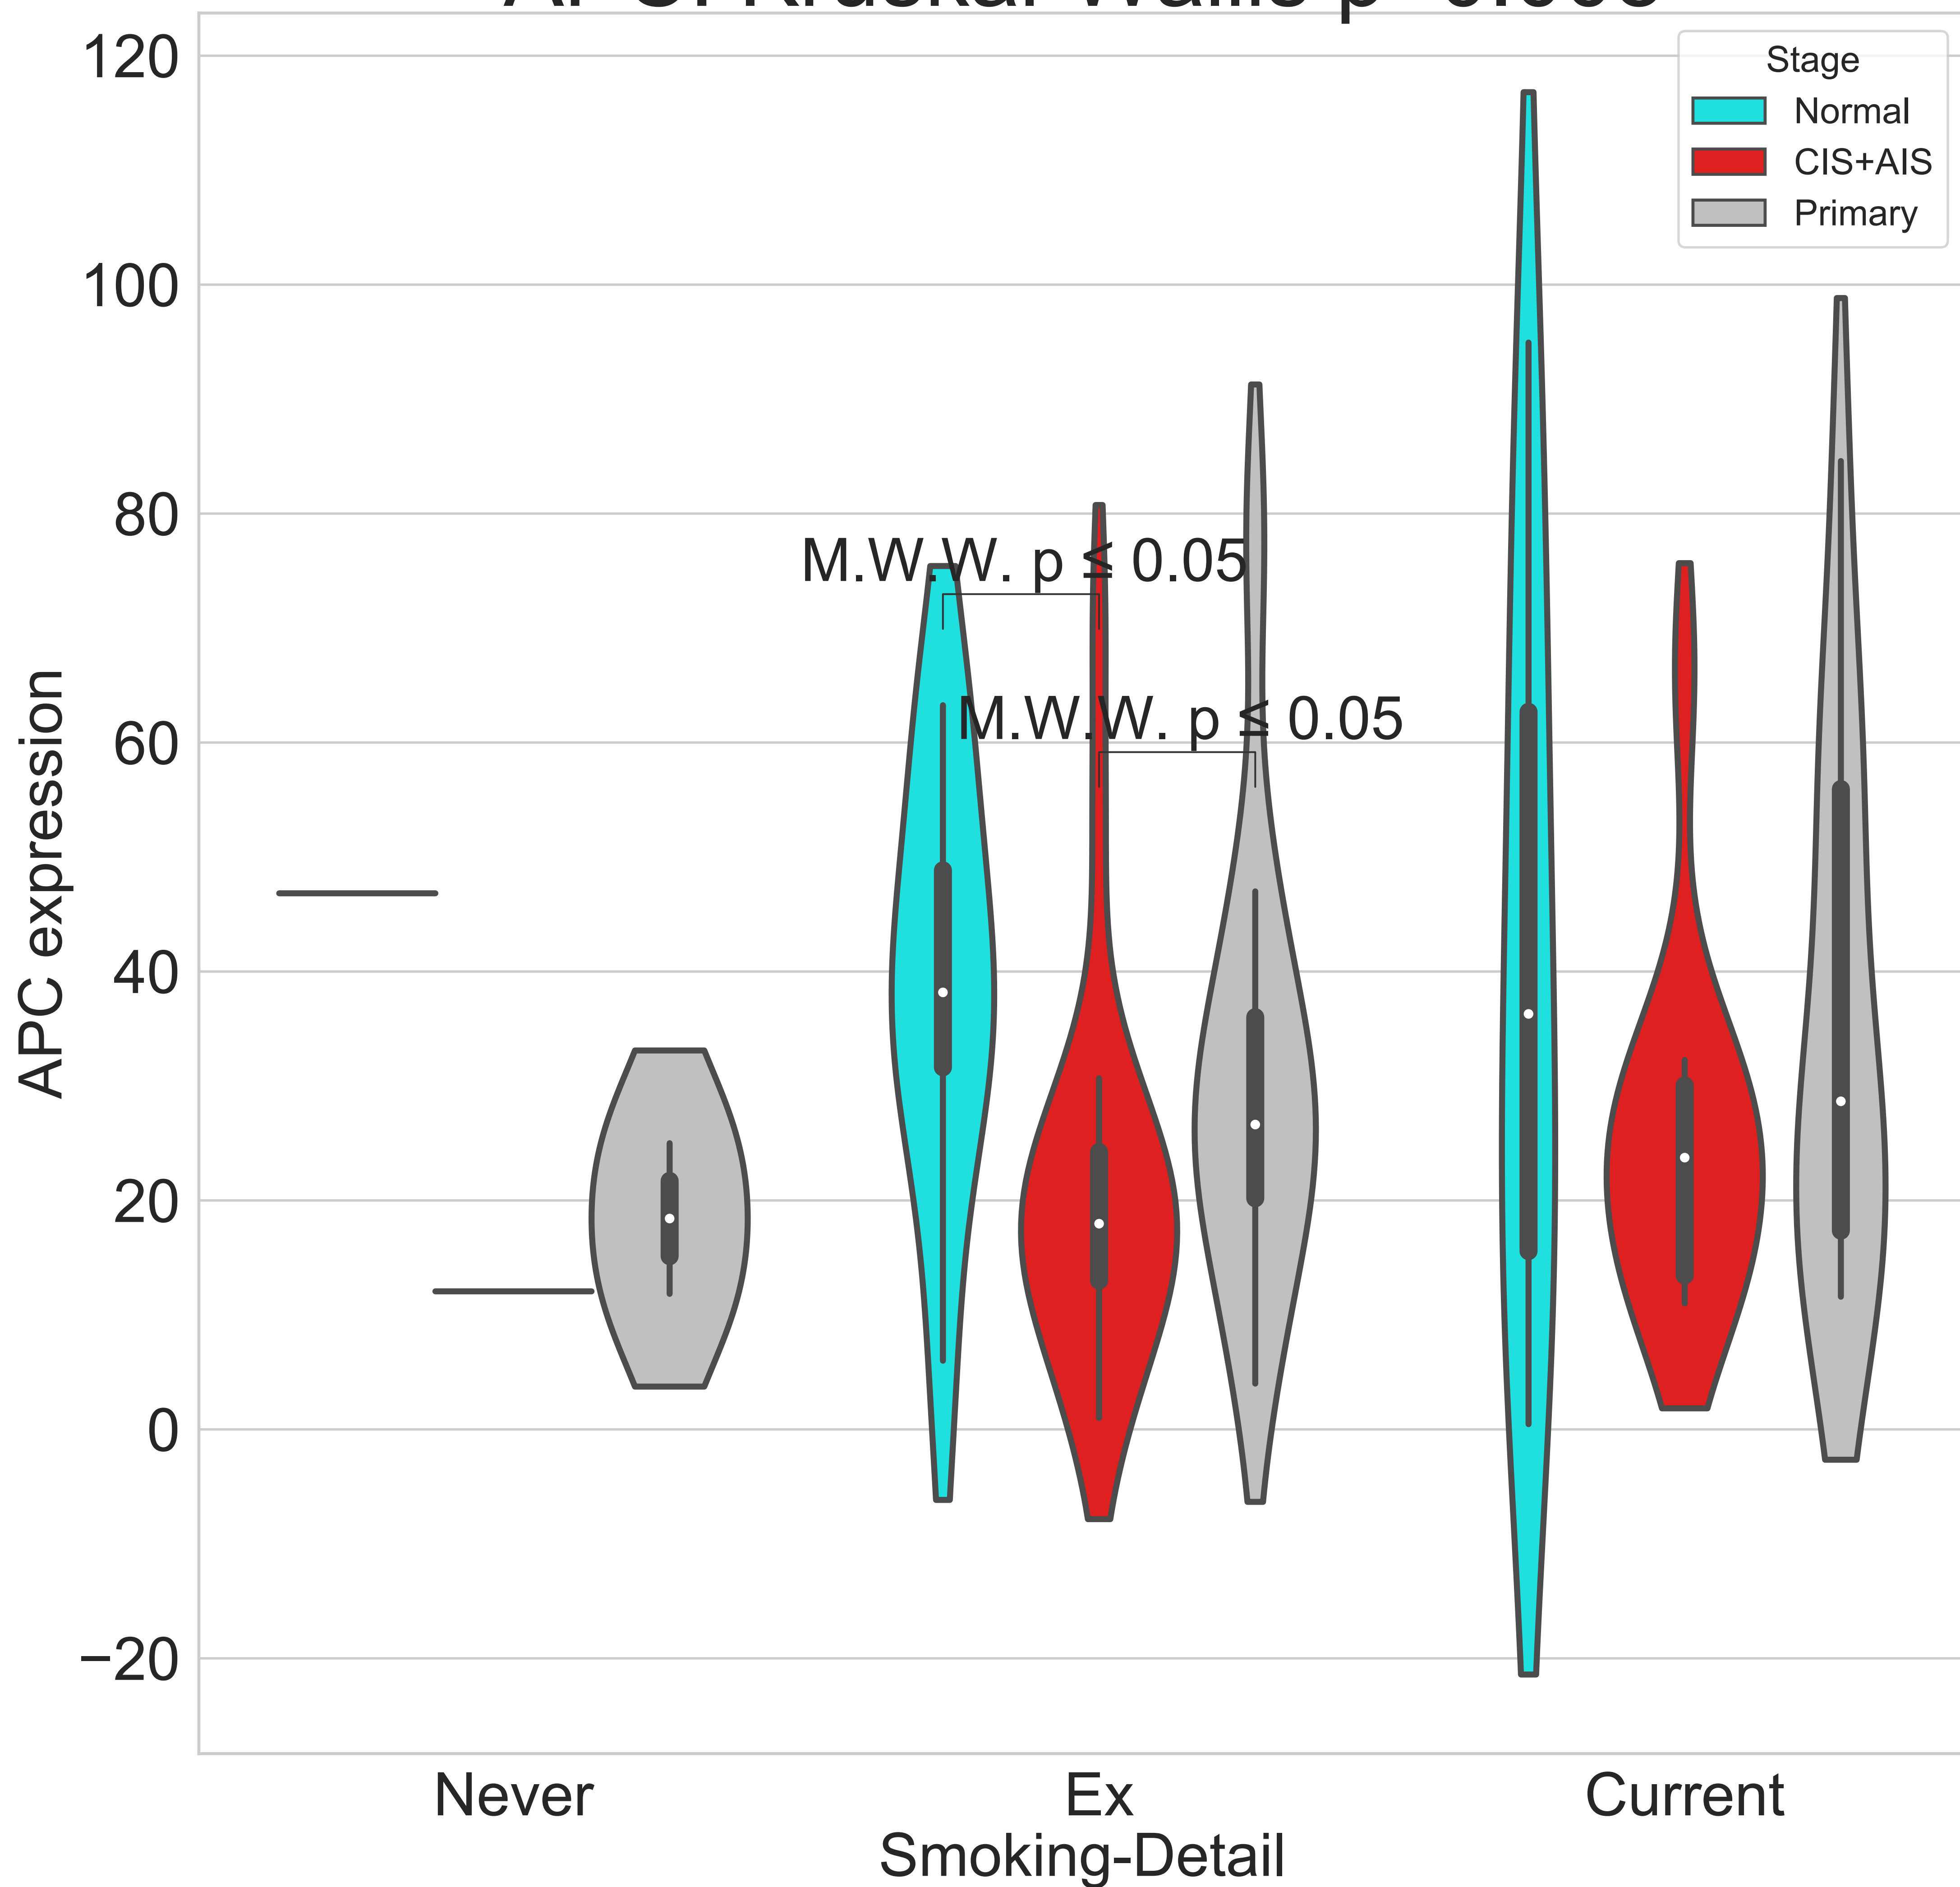 120
100
80
60
40
20
0
−20
APC expression
Stage
Normal
CIS+AIS
Primary
M.W.W. p ≤ 0.05
M.W.W. p ≤ 0.05
Never
Ex
Current
Smoking-Detail